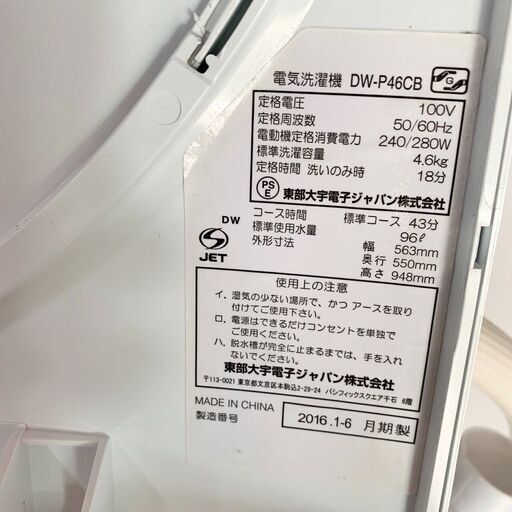 電気洗濯機 DW-P46CB
定格電圧 100V
定格周波数 50/60Hz
電動機定格消費電力 240/280W
標準洗濯容量 4.6kg
定格時間 洗いのみ時 18分
PS
E
東部大宇電子ジャパン株式会社
DW
コース時間 標準コース 43分
標準使用水量 96ℓ
外形寸法 幅 563mm
奥行 550mm
高さ 948mm
JET
使用上の注意
イ. 湿気の少ない場所で、かつ アースを取り
付けてご使用下さい。
ロ. 電源はできるだけコンセントを単独で
ご使用ください。
ハ. 脱水槽が完全に止まるまでは、手を入れ
ないでください。
東部大宇電子ジャパン株式会社
〒113-0021 東京都文京区本駒込2-29-24 パシフィックスクエア千石 6階
MADE IN CHINA
製造番号
2016.1-6 月期製